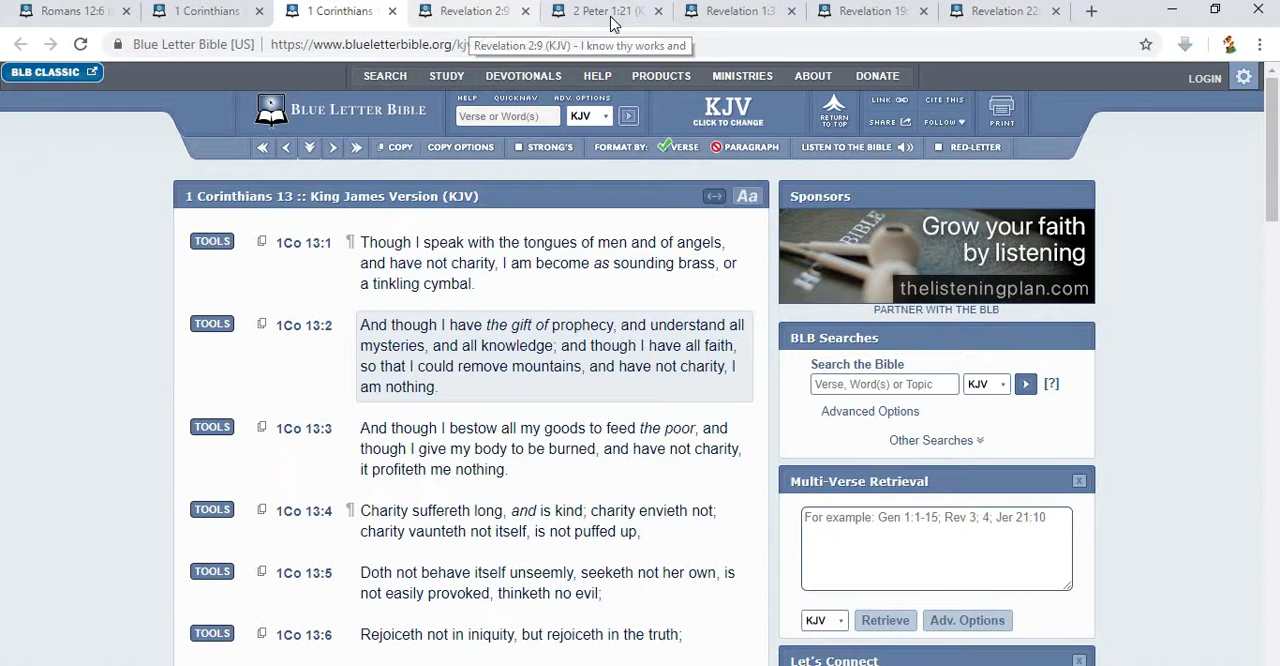 Romans 12:6 (
1 Corinthians
1 Corinthians
Revelation 2:9
2 Peter 1:21 (K
Revelation 1:3
Revelation 19:
Revelation 22:
Blue Letter Bible [US]
https://www.blueletterbible.org/kj
Revelation 2:9 (KJV) - I know thy works and
BLB CLASSIC
SEARCH STUDY DEVOTIONALS HELP PRODUCTS MINISTRIES ABOUT DONATE
LOGIN
BLUE LETTER BIBLE
HELP QUICKNAV ADV. OPTIONS
Verse or Word(s)
KJV
KJV
CLICK TO CHANGE
RETURN
TO TOP
LINK
CITE THIS
SHARE
FOLLOW
PRINT
COPY COPY OPTIONS STRONG'S FORMAT BY: VERSE PARAGRAPH LISTEN TO THE BIBLE RED-LETTER
1 Corinthians 13 :: King James Version (KJV)
Aa
TOOLS 1Co 13:1 ¶ Though I speak with the tongues of men and of angels,
and have not charity, I am become as sounding brass, or
a tinkling cymbal.
TOOLS 1Co 13:2 And though I have the gift of prophecy, and understand all
mysteries, and all knowledge; and though I have all faith,
so that I could remove mountains, and have not charity, I
am nothing.
TOOLS 1Co 13:3 And though I bestow all my goods to feed the poor, and
though I give my body to be burned, and have not charity,
it profiteth me nothing.
TOOLS 1Co 13:4 ¶ Charity suffereth long, and is kind; charity envieth not;
charity vaunteth not itself, is not puffed up,
TOOLS 1Co 13:5 Doth not behave itself unseemly, seeketh not her own, is
not easily provoked, thinketh no evil;
TOOLS 1Co 13:6 Rejoiceth not in iniquity, but rejoiceth in the truth;
Sponsors
Grow your faith
by listening
thelisteningplan.com
PARTNER WITH THE BLB
BLB Searches
Search the Bible
Verse, Word(s) or Topic
KJV
[?]
Advanced Options
Other Searches
Multi-Verse Retrieval
For example: Gen 1:1-15; Rev 3; 4; Jer 21:10
KJV
Retrieve
Adv. Options
Let's Connect